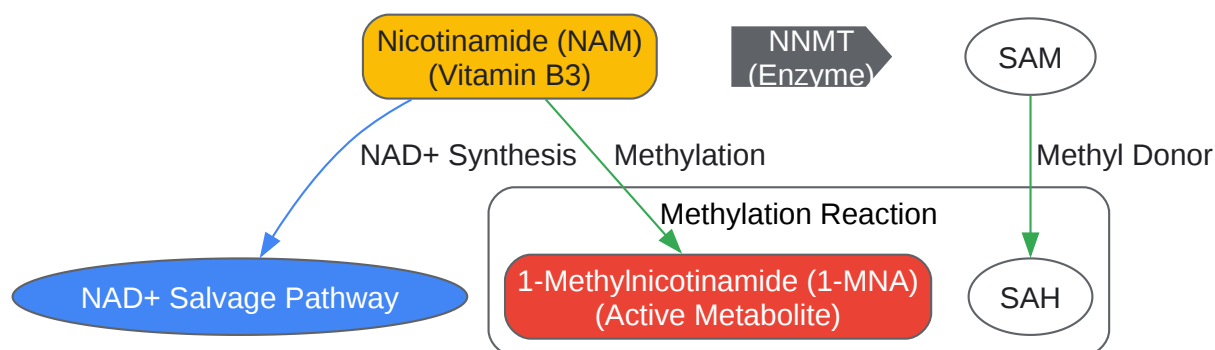 Nicotinamide (NAM)
(Vitamin B3)
NNMT
(Enzyme)
SAM
NAD+ Synthesis
Methylation
Methyl Donor
Methylation Reaction
NAD+ Salvage Pathway
1-Methylnicotinamide (1-MNA)
(Active Metabolite)
SAH